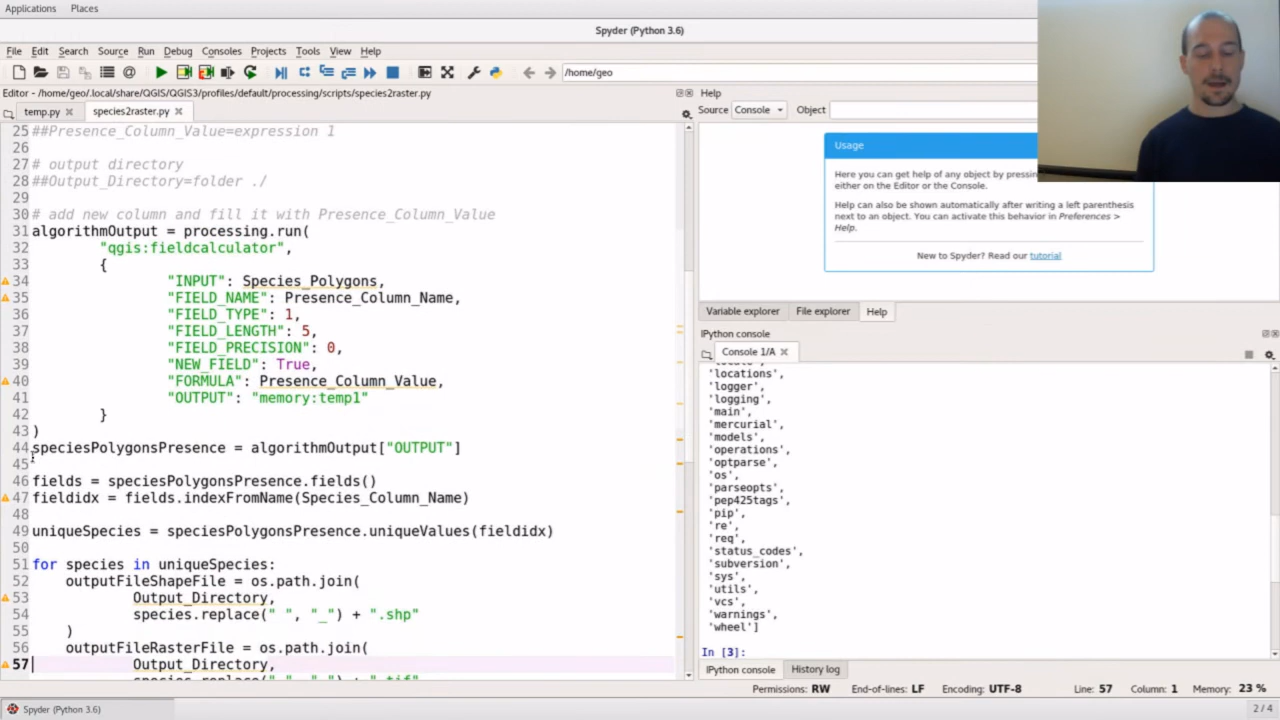 Applications Places
Spyder (Python 3.6)
File Edit Search Source Run Debug Consoles Projects Tools View Help
/home/geo
Editor - /home/geo/.local/share/QGIS/QGIS3/profiles/default/processing/scripts/species2raster.py
temp.py species2raster.py
25 ##Presence_Column_Value=expression 1
26
27 # output directory
28 ##Output_Directory=folder ./
29
30 # add new column and fill it with Presence_Column_Value
31 algorithmOutput = processing.run(
32 "qgis:fieldcalculator",
33 {
34 "INPUT": Species_Polygons,
35 "FIELD_NAME": Presence_Column_Name,
36 "FIELD_TYPE": 1,
37 "FIELD_LENGTH": 5,
38 "FIELD_PRECISION": 0,
39 "NEW_FIELD": True,
40 "FORMULA": Presence_Column_Value,
41 "OUTPUT": "memory:temp1"
42 }
43 )
44 speciesPolygonsPresence = algorithmOutput["OUTPUT"]
45
46 fields = speciesPolygonsPresence.fields()
47 fieldidx = fields.indexFromName(Species_Column_Name)
48
49 uniqueSpecies = speciesPolygonsPresence.uniqueValues(fieldidx)
50
51 for species in uniqueSpecies:
52 outputFileShapeFile = os.path.join(
53 Output_Directory,
54 species.replace(" ", "_") + ".shp"
55 )
56 outputFileRasterFile = os.path.join(
57 Output_Directory,
species.replace(" ", "_") + ".tif"
Help
Source Console Object
Usage
Here you can get help of any object by pressin
either on the Editor or the Console.
Help can also be shown automatically after writing a left parenthesis
next to an object. You can activate this behavior in Preferences >
Help.
New to Spyder? Read our tutorial
Variable explorer File explorer Help
IPython console
Console 1/A
'locations',
'logger',
'logging',
'main',
'mercurial',
'models',
'operations',
'optparse',
'os',
'parseopts',
'pep425tags',
'pip',
're',
'req',
'status_codes',
'subversion',
'sys',
'utils',
'vcs',
'warnings',
'wheel']
In [3]:
IPython console History log
Permissions: RW End-of-lines: LF Encoding: UTF-8 Line: 57 Column: 1 Memory: 23 %
Spyder (Python 3.6) 2 / 4